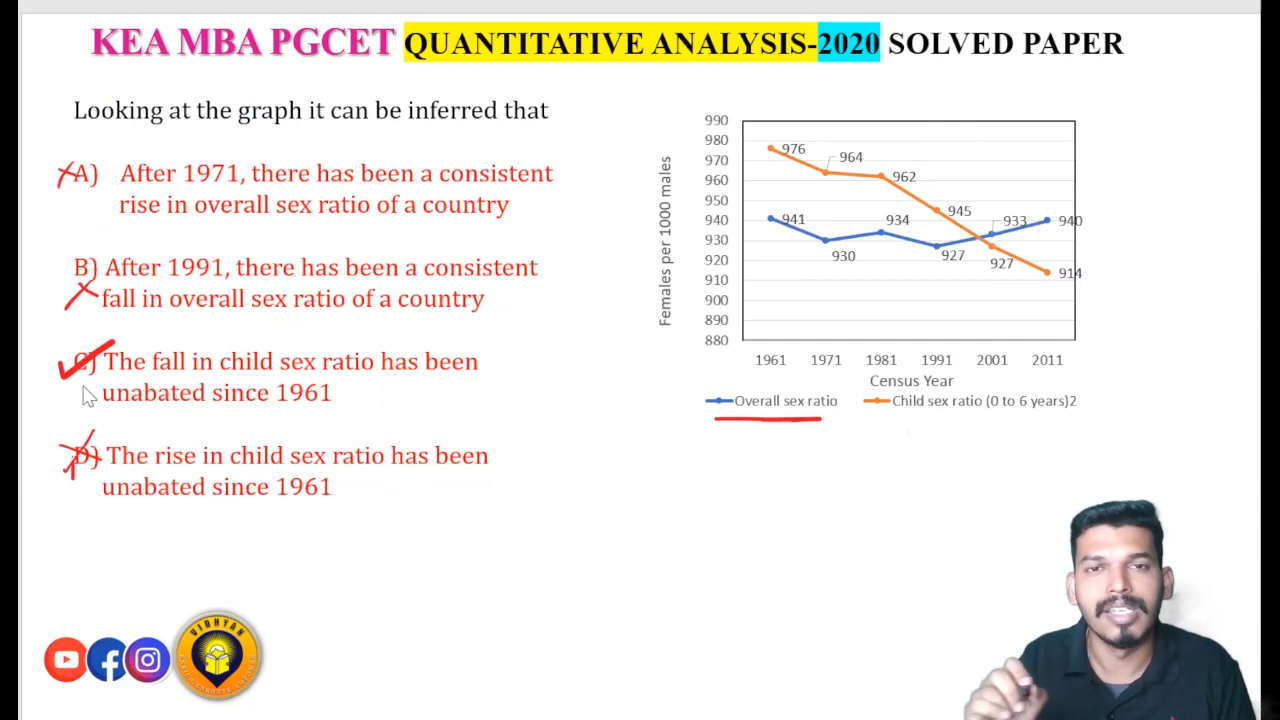 KEA MBA PGCET QUANTITATIVE ANALYSIS-2020 SOLVED PAPER
Looking at the graph it can be inferred that
A) After 1971, there has been a consistent
rise in overall sex ratio of a country
B) After 1991, there has been a consistent
fall in overall sex ratio of a country
C) The fall in child sex ratio has been
unabated since 1961
D) The rise in child sex ratio has been
unabated since 1961
Females per 1000 males
990
980
970
960
950
940
930
920
910
900
890
880
976
964
962
945
927
914
941
930
934
927
933
940
1961 1971 1981 1991 2001 2011
Census Year
Overall sex ratio Child sex ratio (0 to 6 years)2
VIDHYAN